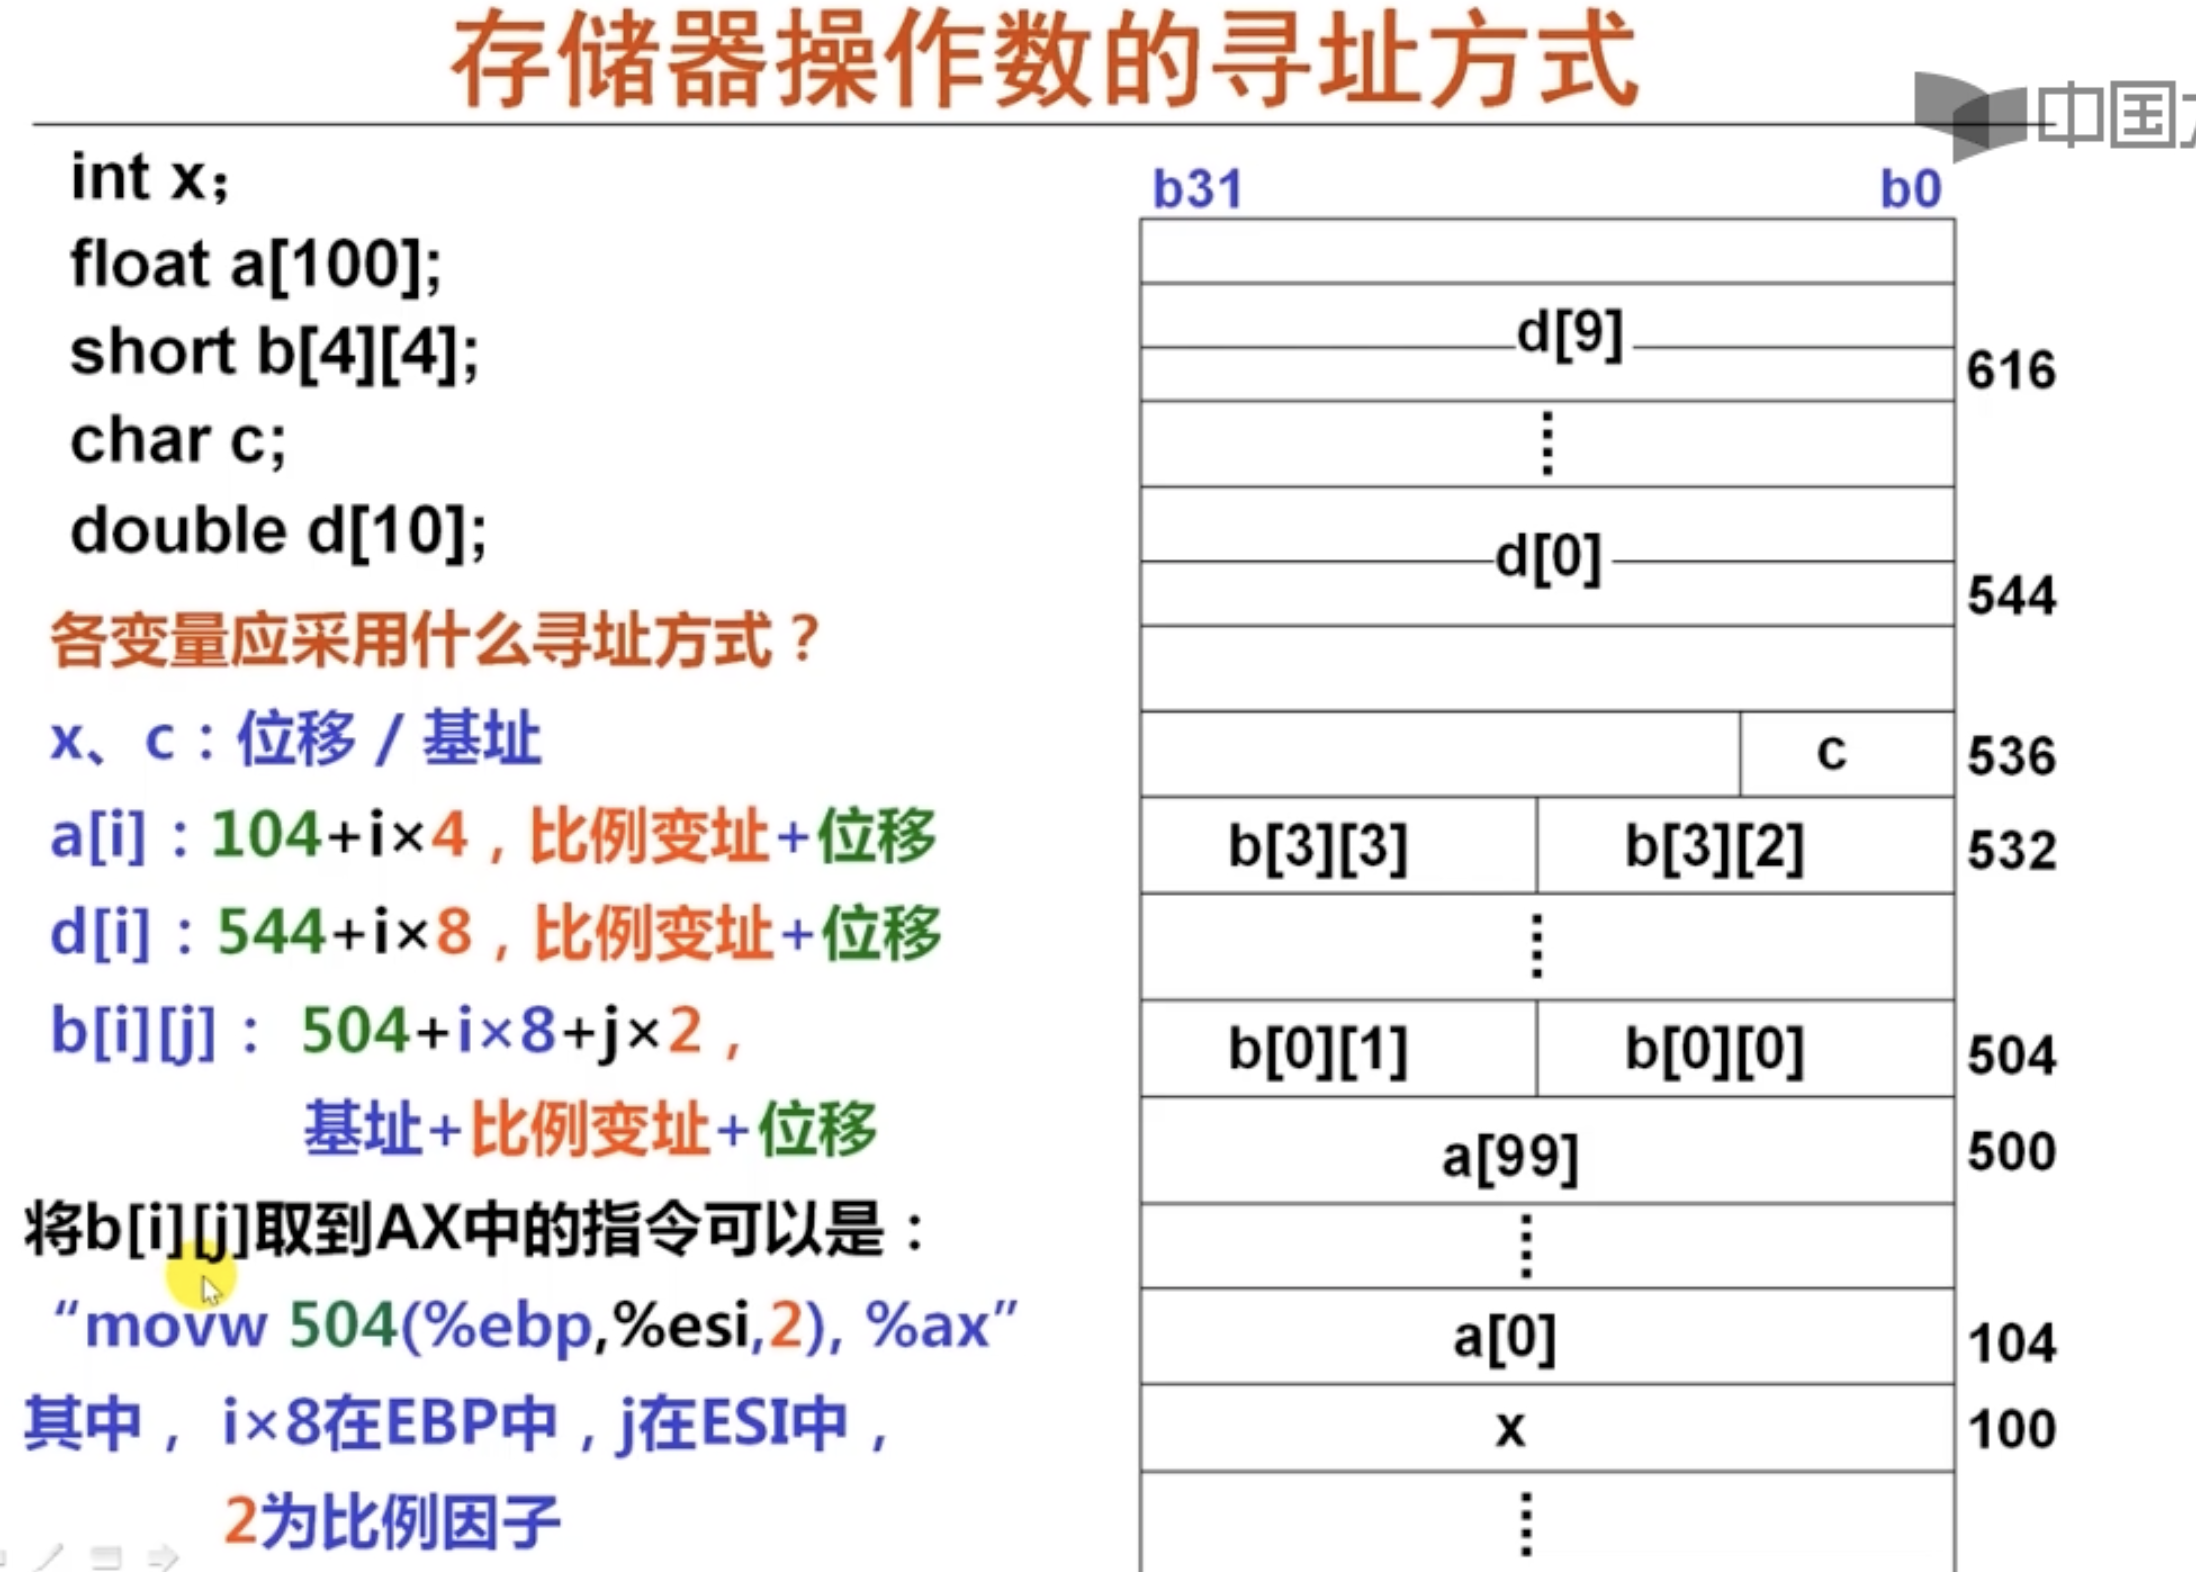 存储器操作数的寻址方式
中国
int x;
float a[100];
short b[4][4];
char c;
double d[10];
各变量应采用什么寻址方式？
x、c：位移 / 基址
a[i]：104+i×4，比例变址+位移
d[i]：544+i×8，比例变址+位移
b[i][j]： 504+i×8+j×2，
基址+比例变址+位移
将b[i][j]取到AX中的指令可以是：
“movw 504(%ebp,%esi,2), %ax”
其中， i×8在EBP中，j在ESI中，
2为比例因子
b31 b0
d[9]
616
d[0]
544
c 536
b[3][3] b[3][2] 532
b[0][1] b[0][0] 504
a[99] 500
a[0] 104
x 100